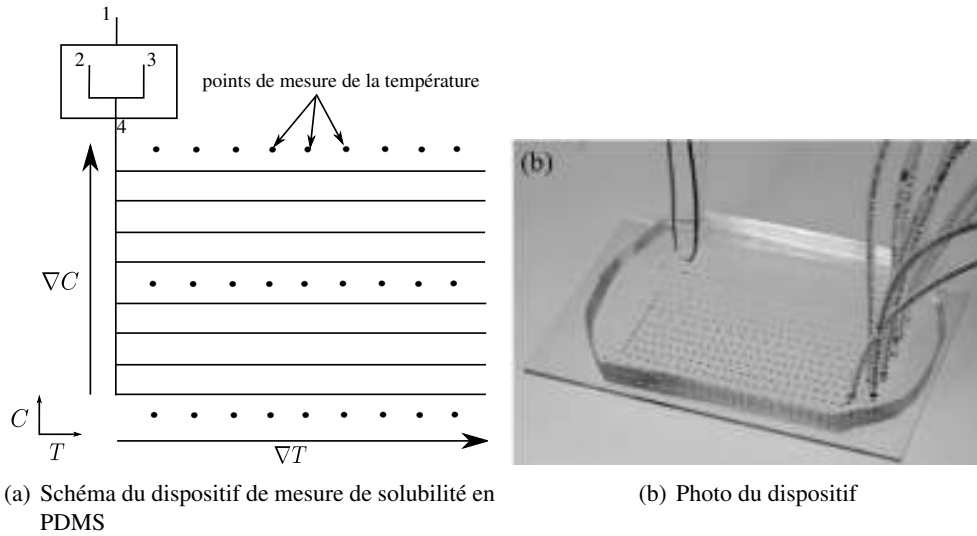 1
2
3
points de mesure de la température
4
∇C
C
T
∇T
(b)
(a) Schéma du dispositif de mesure de solubilité en
PDMS
(b) Photo du dispositif